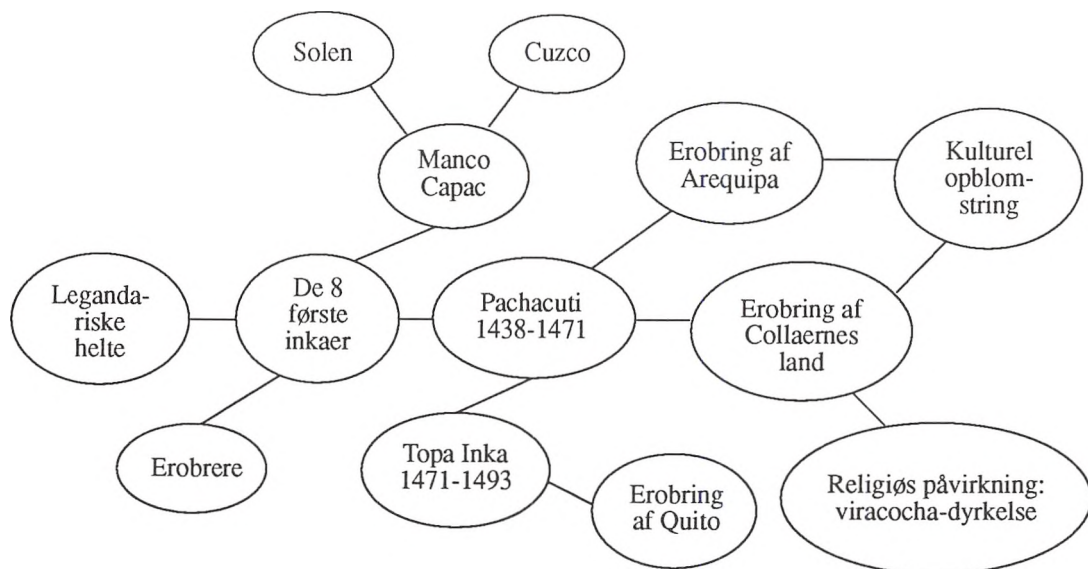 Solen
Cuzco
Manco
Capac
Erobring af
Arequipa
Kulturel
opblom-
string
Leganda-
riske
helte
De 8
første
inkaer
Pachacuti
1438-1471
Erobring af
Collaernes
land
Erobrere
Topa Inka
1471-1493
Erobring
af Quito
Religiøs påvirkning:
viracocha-dyrkelse